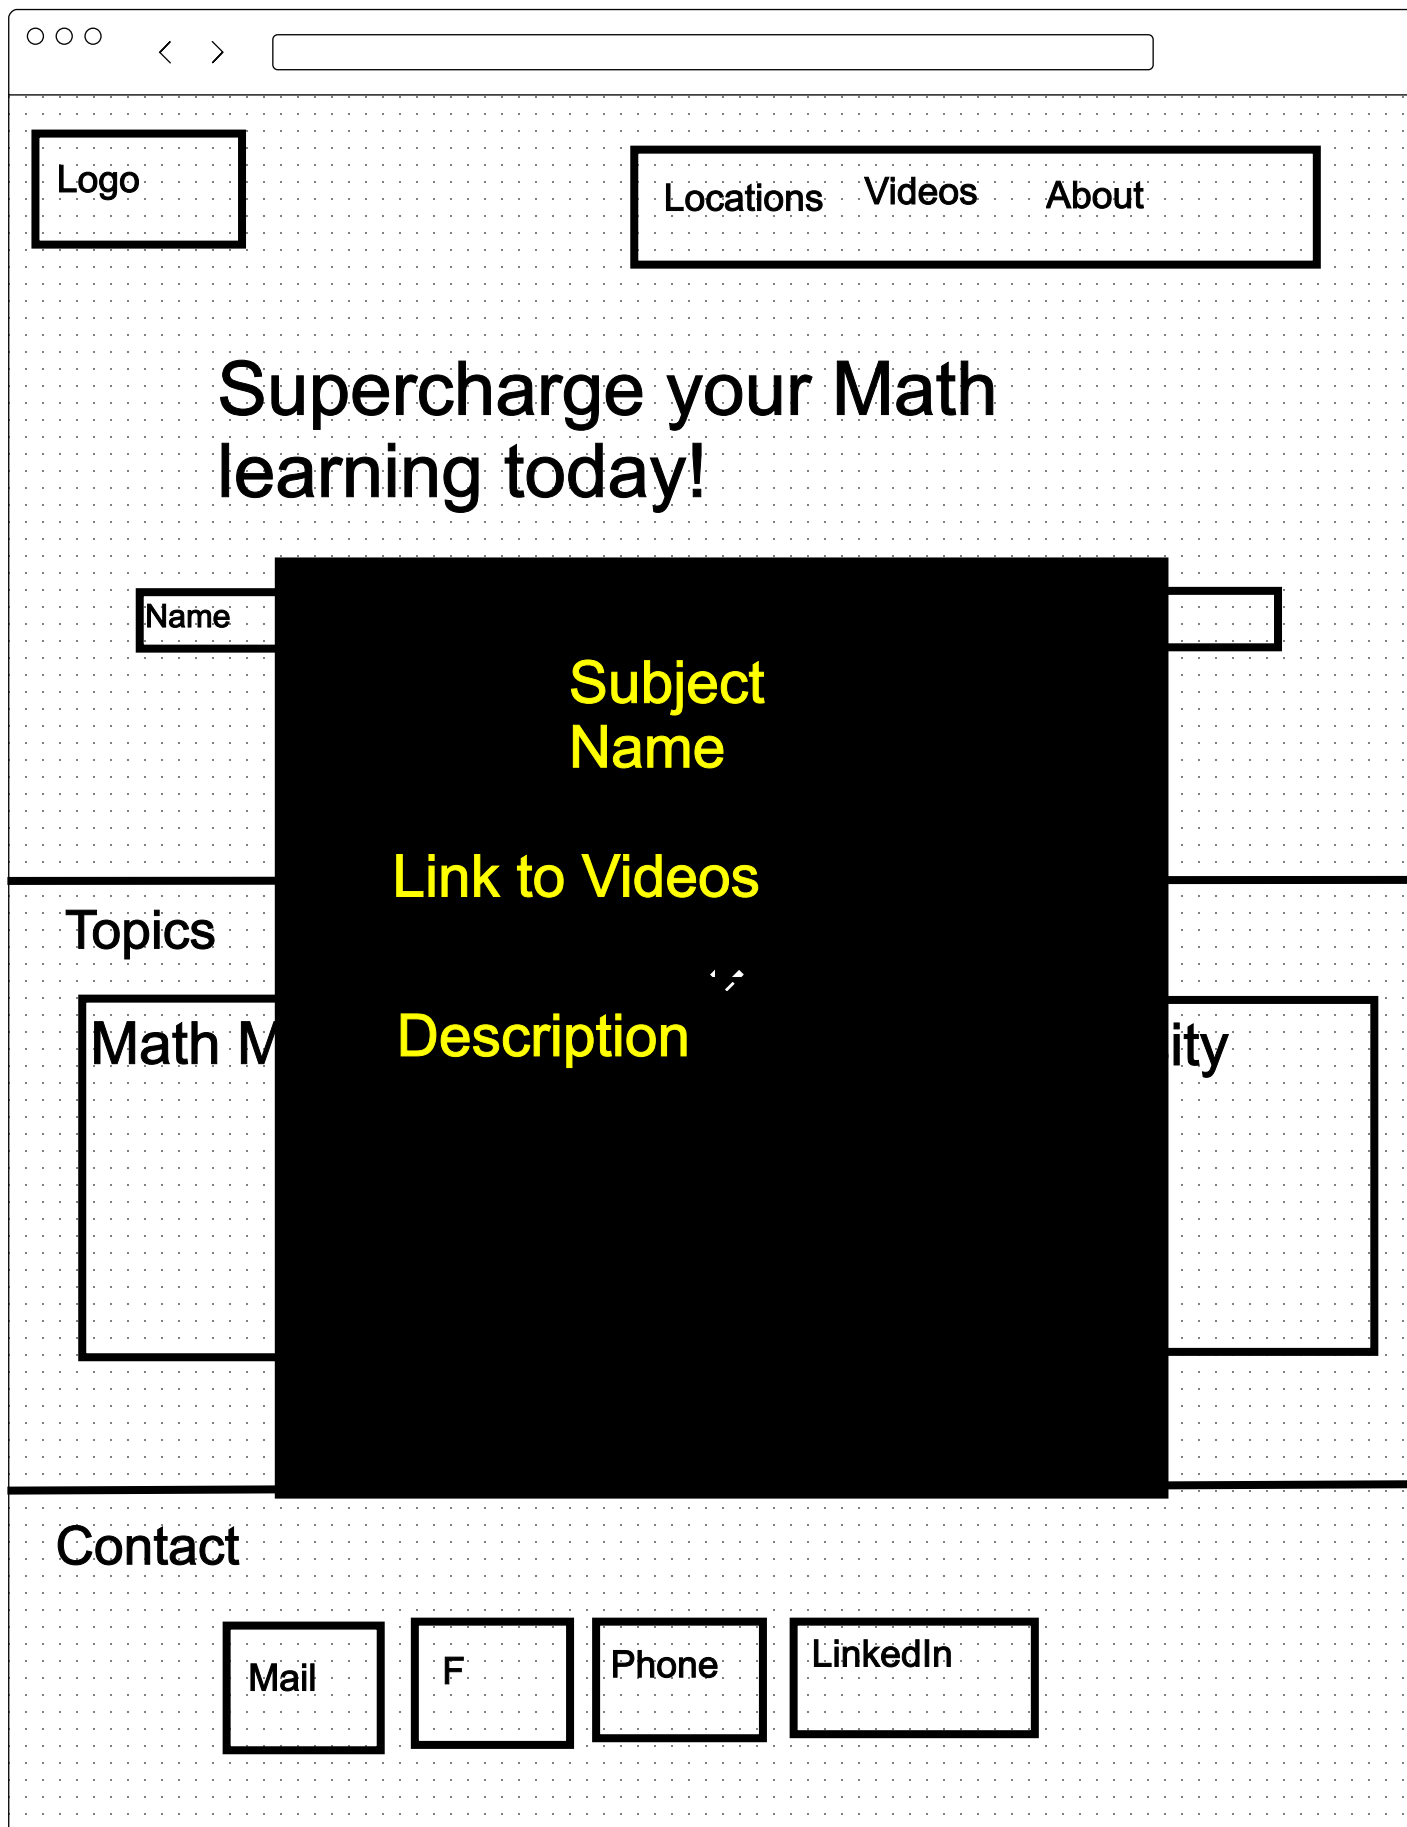 Logo
Locations Videos About
Supercharge your Math
learning today!
Name
Subject
Name
Link to Videos
Topics
Description
Math
Contact
Mail F Phone LinkedIn